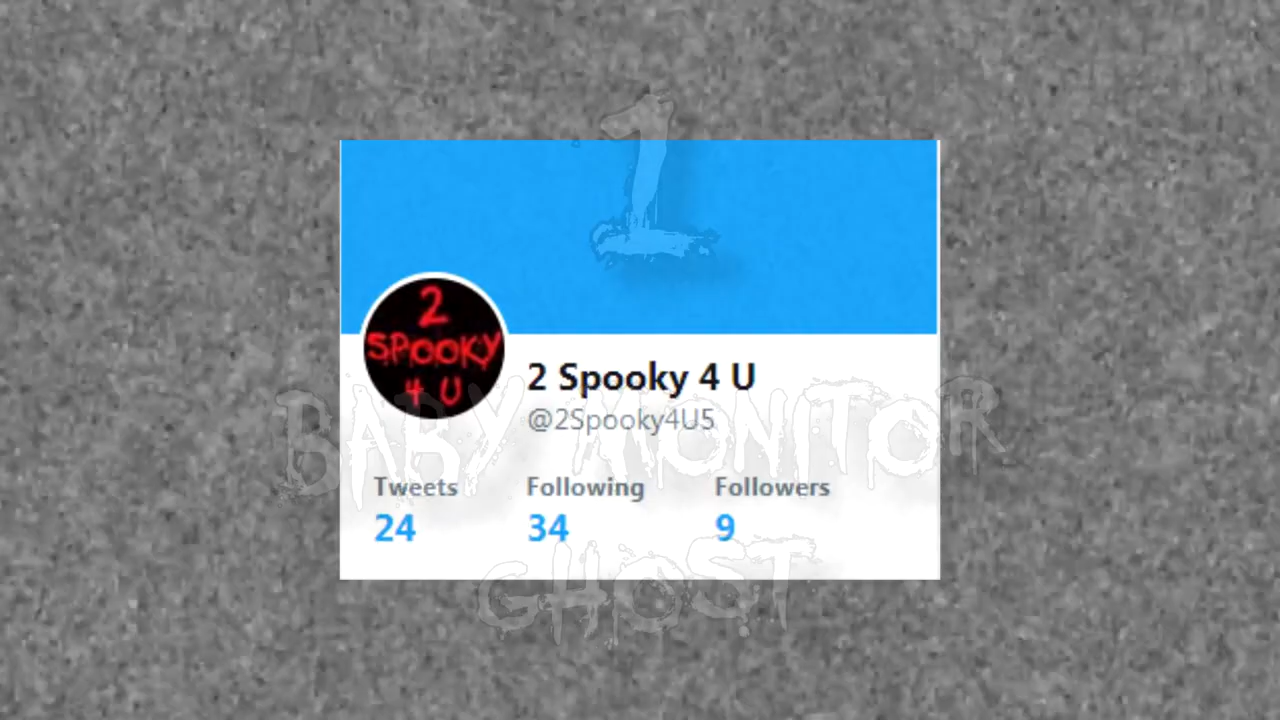 1
2
SPOOKY
4 U
2 Spooky 4 U
@2Spooky4U5
BABY MONITOR
Tweets Following Followers
24 34 9
GHOST